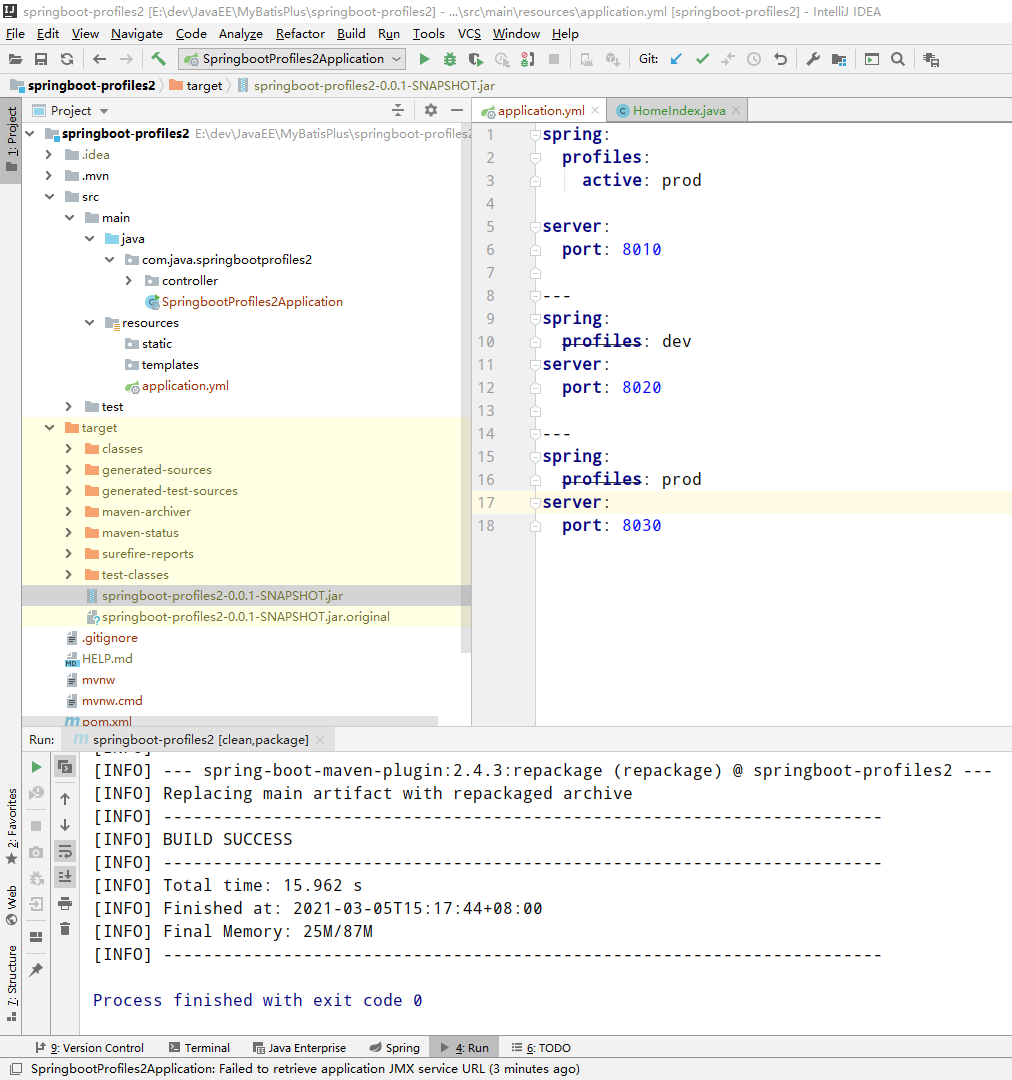 springboot-profiles2 [E:\dev\JavaEE\MyBatisPlus\springboot-profiles2] - ...\src\main\resources\application.yml [springboot-profiles2] - IntelliJ IDEA
File Edit View Navigate Code Analyze Refactor Build Run Tools VCS Window Help
SpringbootProfiles2Application Git:
springboot-profiles2 target springboot-profiles2-0.0.1-SNAPSHOT.jar
1: Project
Project
application.yml HomeIndex.java
springboot-profiles2 E:\dev\JavaEE\MyBatisPlus\springboot-profiles2
.idea
.mvn
src
main
java
com.java.springbootprofiles2
controller
SpringbootProfiles2Application
resources
static
templates
application.yml
test
target
classes
generated-sources
generated-test-sources
maven-archiver
maven-status
surefire-reports
test-classes
springboot-profiles2-0.0.1-SNAPSHOT.jar
springboot-profiles2-0.0.1-SNAPSHOT.jar.original
.gitignore
HELP.md
mvnw
mvnw.cmd
pom.xml
1 spring:
2 profiles:
3 active: prod
4
5 server:
6 port: 8010
7
8 ---
9 spring:
10 profiles: dev
11 server:
12 port: 8020
13
14 ---
15 spring:
16 profiles: prod
17 server:
18 port: 8030
Run: springboot-profiles2 [clean,package]
[INFO]
[INFO] --- spring-boot-maven-plugin:2.4.3:repackage (repackage) @ springboot-profiles2 ---
[INFO] Replacing main artifact with repackaged archive
[INFO] ------------------------------------------------------------------------
[INFO] BUILD SUCCESS
[INFO] ------------------------------------------------------------------------
[INFO] Total time: 15.962 s
[INFO] Finished at: 2021-03-05T15:17:44+08:00
[INFO] Final Memory: 25M/87M
[INFO] ------------------------------------------------------------------------
Process finished with exit code 0
2: Favorites
Web
7: Structure
9: Version Control Terminal Java Enterprise Spring 4: Run 6: TODO
SpringbootProfiles2Application: Failed to retrieve application JMX service URL (3 minutes ago)